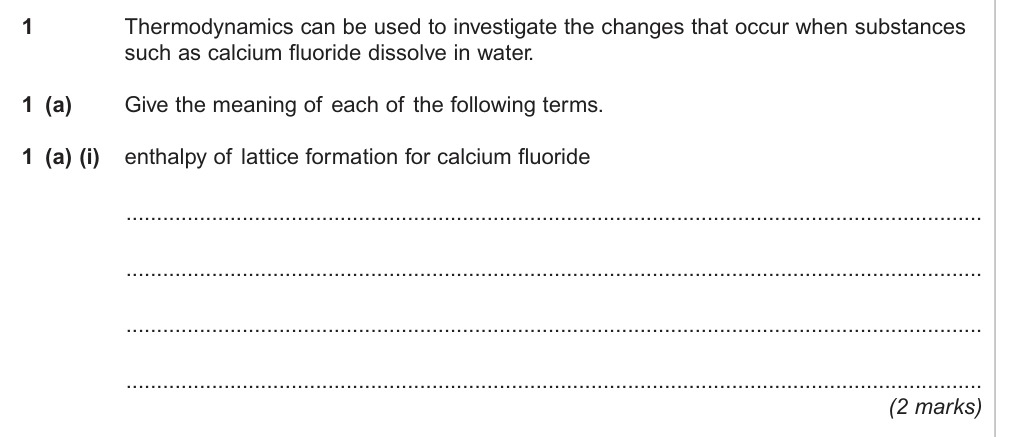 1 Thermodynamics can be used to investigate the changes that occur when substances
such as calcium fluoride dissolve in water.
1 (a) Give the meaning of each of the following terms.
1 (a) (i) enthalpy of lattice formation for calcium fluoride
(2 marks)